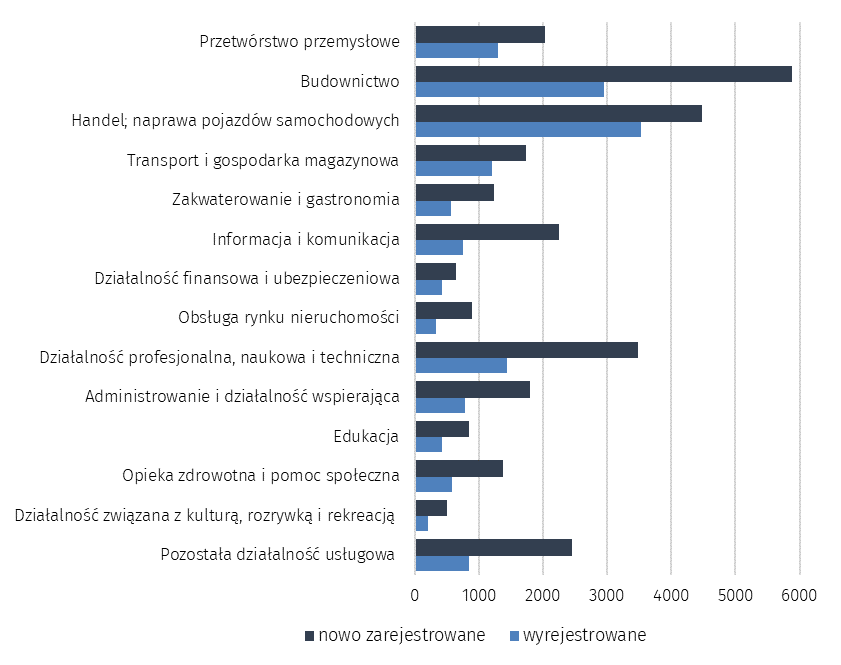 Przetwórstwo przemysłowe
Budownictwo
Handel; naprawa pojazdów samochodowych
Transport i gospodarka magazynowa
Zakwaterowanie i gastronomia
Informacja i komunikacja
Działalność finansowa i ubezpieczeniowa
Obsługa rynku nieruchomości
Działalność profesjonalna, naukowa i techniczna
Administrowanie i działalność wspierająca
Edukacja
Opieka zdrowotna i pomoc społeczna
Działalność związana z kulturą, rozrywką i rekreacją
Pozostała działalność usługowa
0 1000 2000 3000 4000 5000 6000
nowo zarejestrowane wyrejestrowane